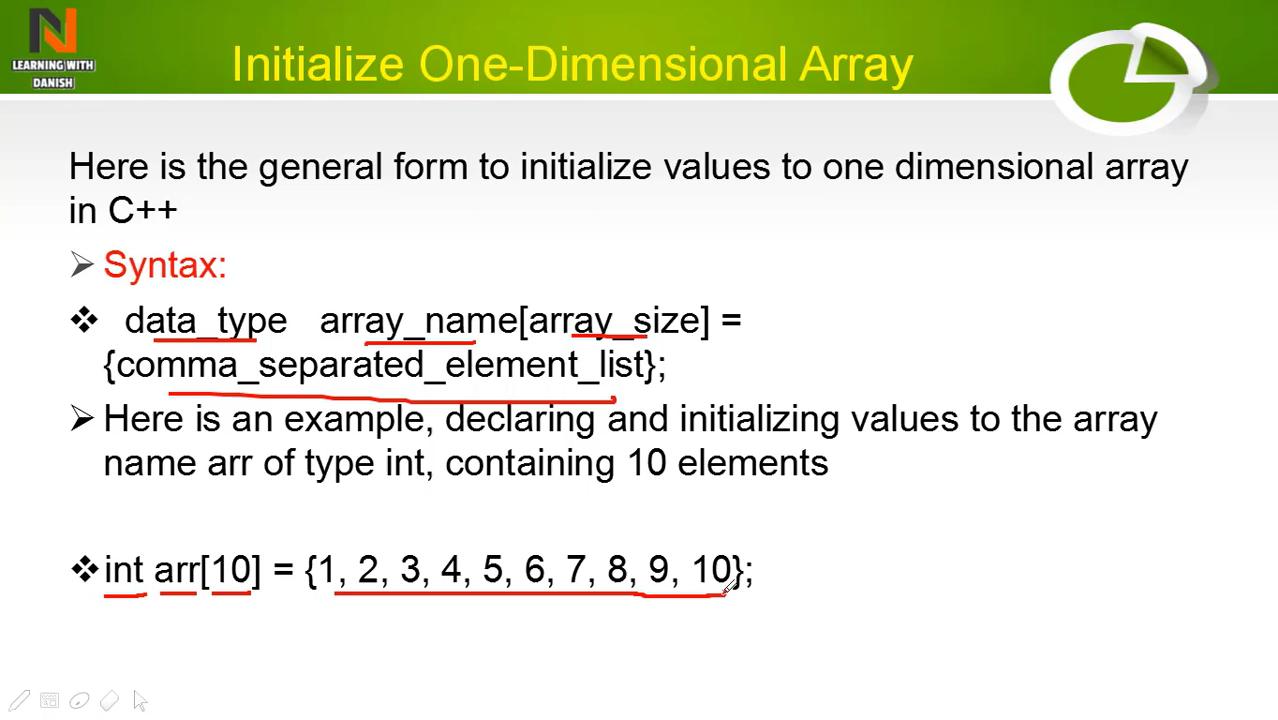 LEARNING WITH
DANISH
Initialize One-Dimensional Array
Here is the general form to initialize values to one dimensional array
in C++
Syntax:
data_type array_name[array_size] =
{comma_separated_element_list};
Here is an example, declaring and initializing values to the array
name arr of type int, containing 10 elements
int arr[10] = {1, 2, 3, 4, 5, 6, 7, 8, 9, 10};